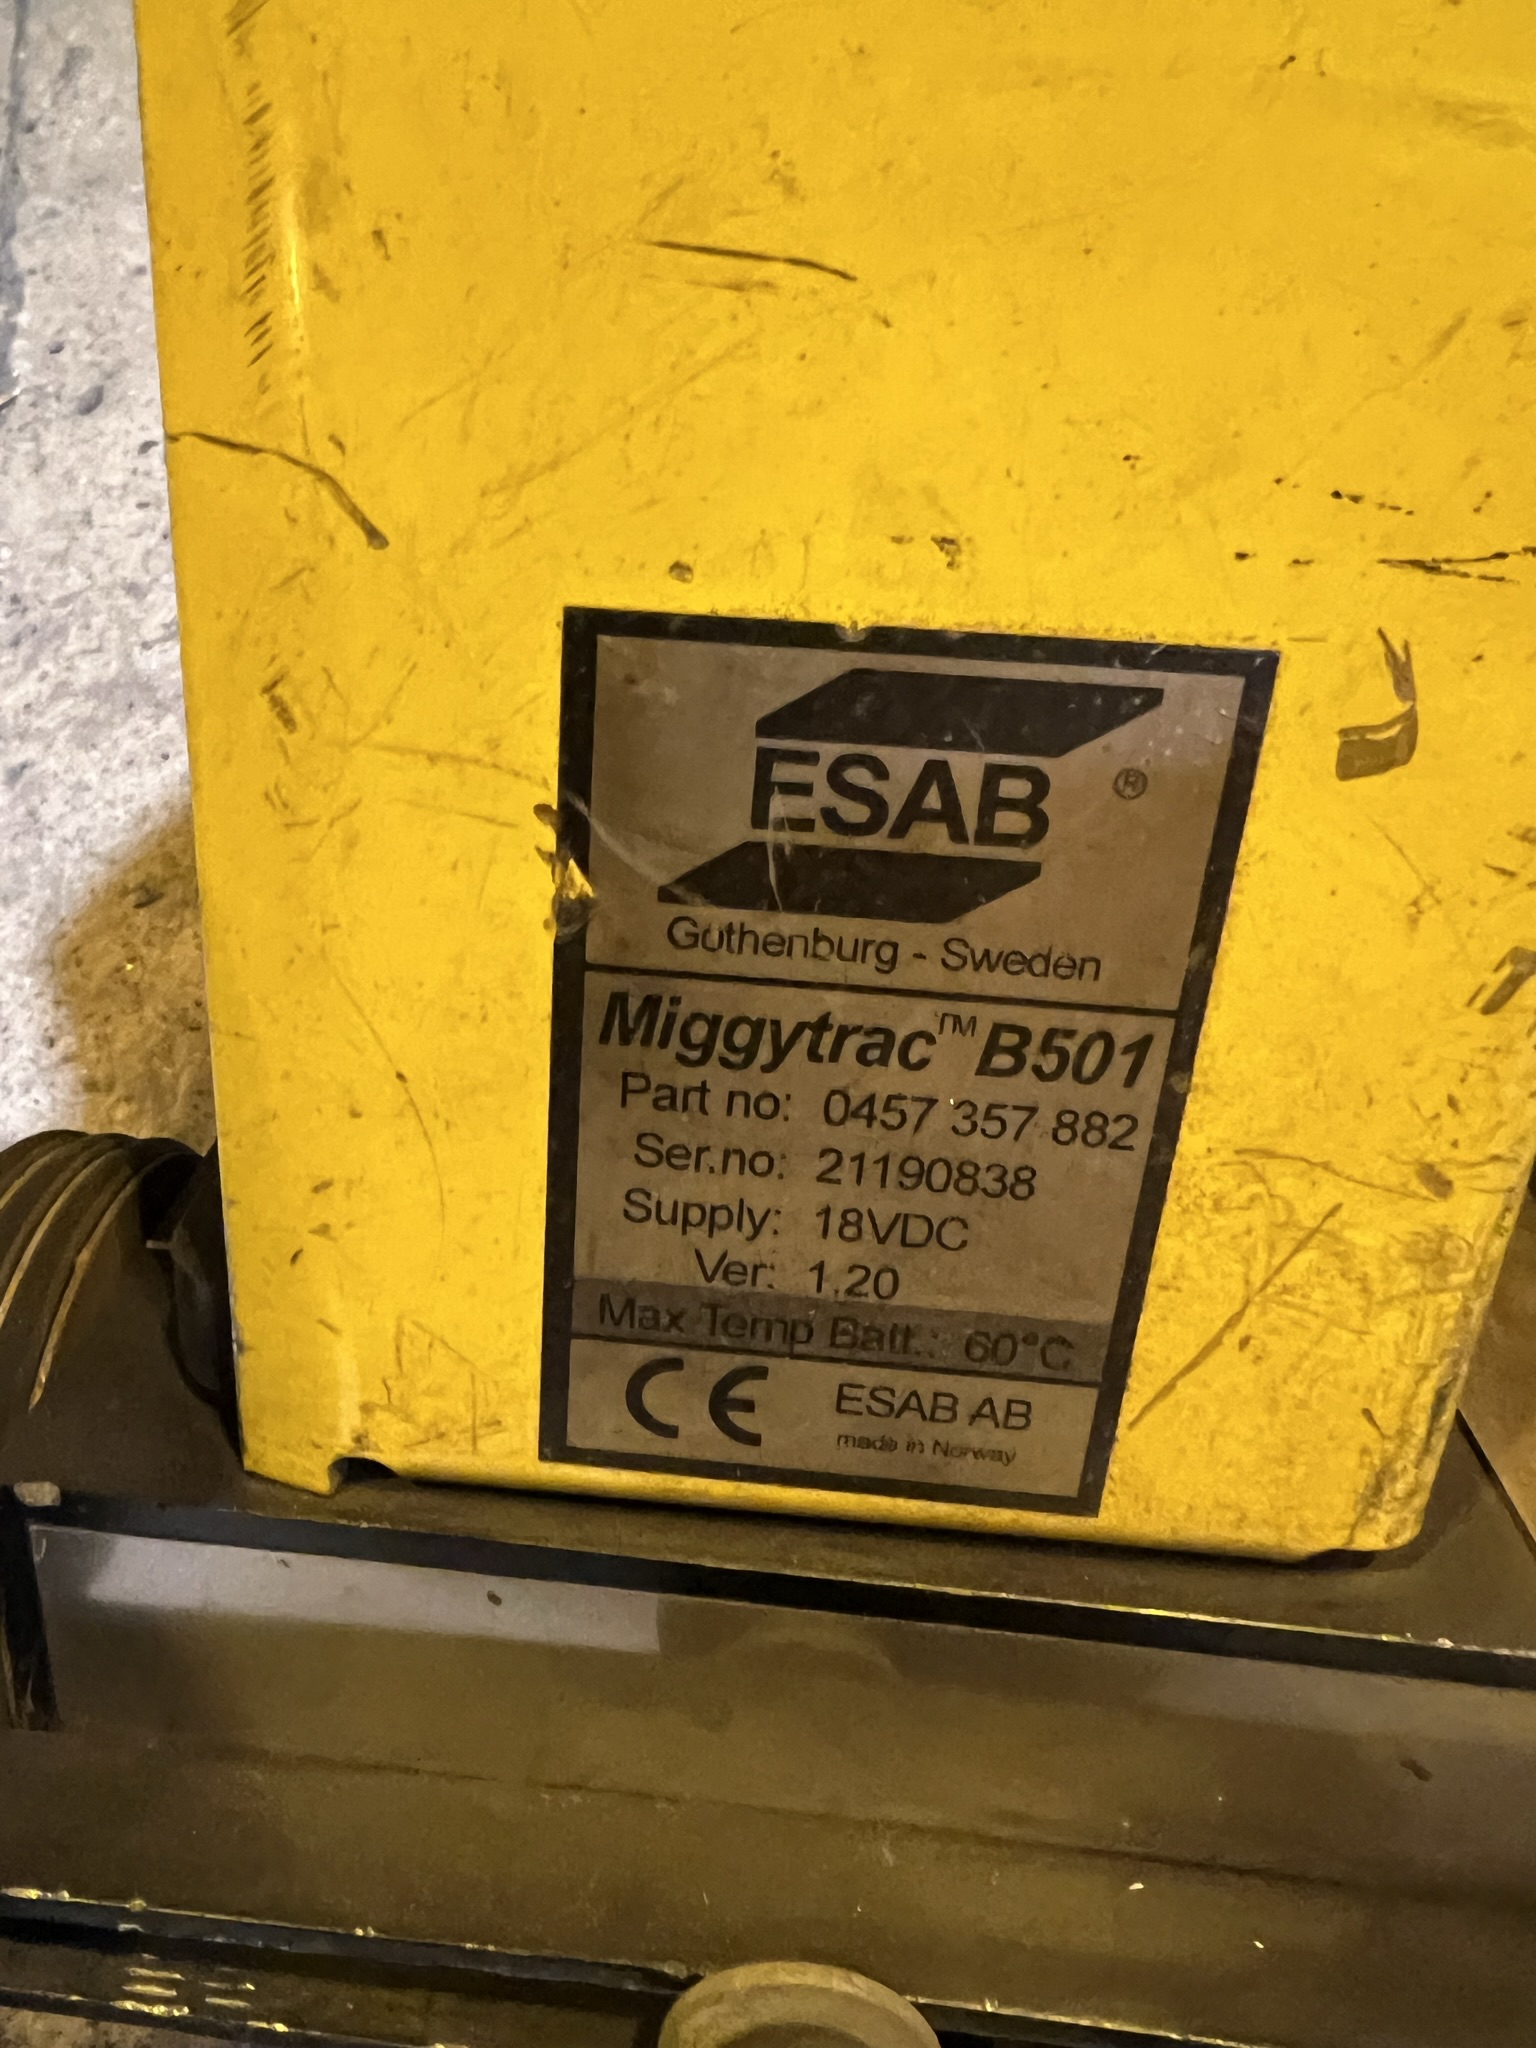 ESAB ®
Gothenburg - Sweden
Miggytrac™ B501
Part no: 0457 357 882
Ser.no: 21190838
Supply: 18VDC
Ver: 1.20
Max Temp Batt.: 60°C
CE ESAB AB
made in Norway